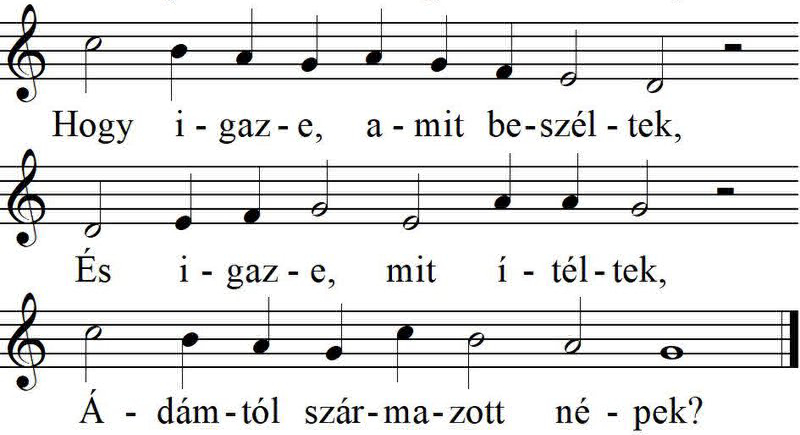 Hogy i - gaz - e, a - mit be - szél - tek,
És i - gaz - e, mit í - tél - tek,
Á - dám - tól szár - ma - zott né - pek?